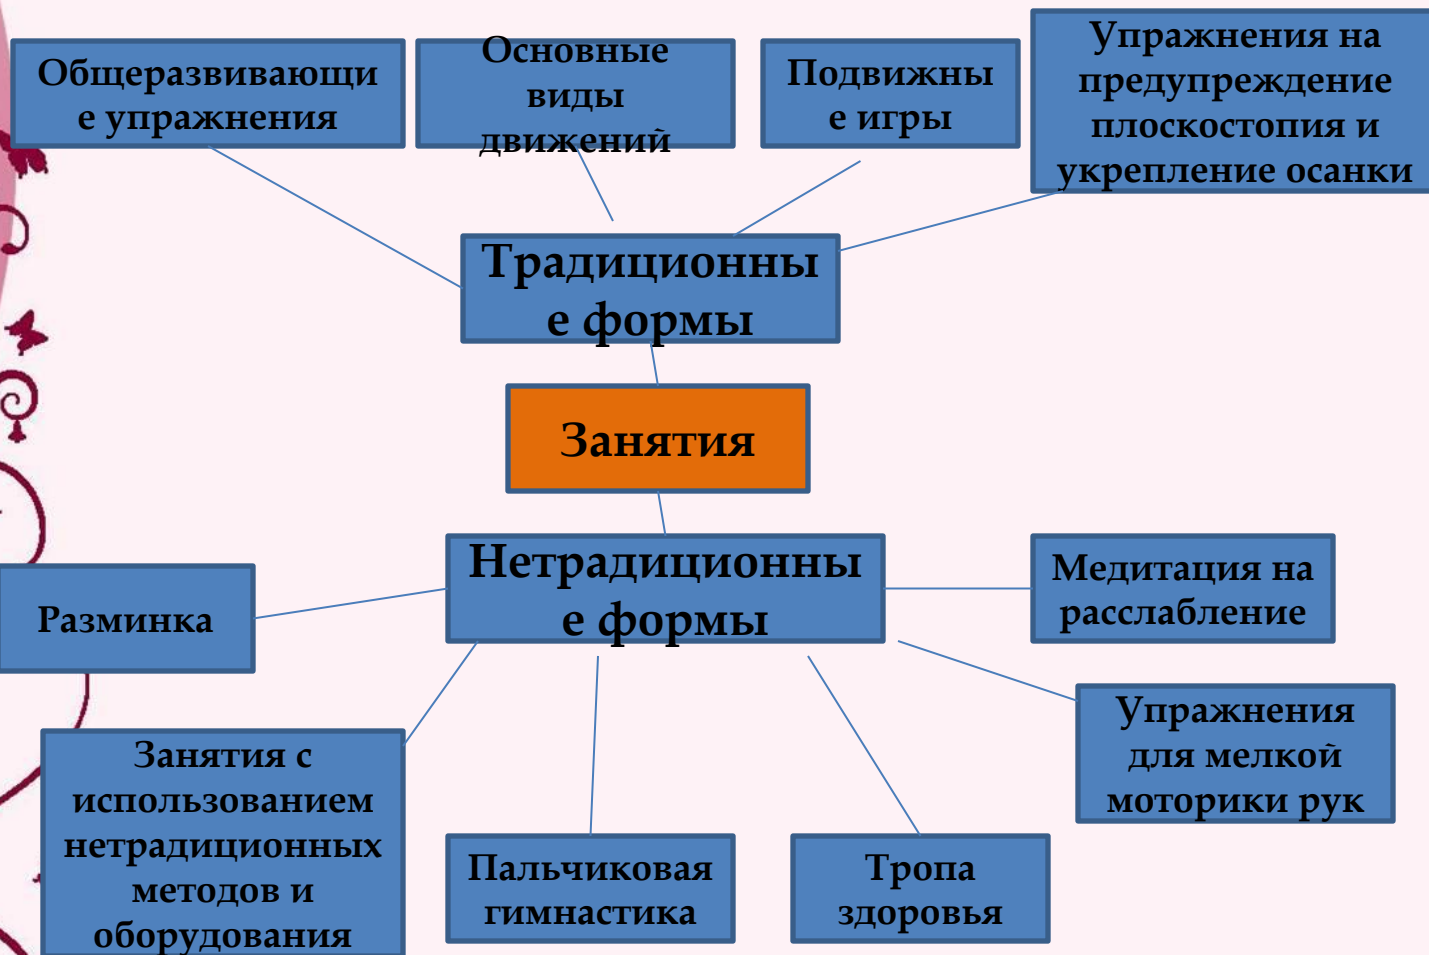 Общеразвивающи
е упражнения
Основные
виды
движений
Подвижны
е игры
Упражнения на
предупреждение
плоскостопия и
укрепление осанки
Традиционны
е формы
Занятия
Нетрадиционны
е формы
Разминка
Медитация на
расслабление
Упражнения
для мелкой
моторики рук
Занятия с
использованием
нетрадиционных
методов и
оборудования
Пальчиковая
гимнастика
Тропа
здоровья